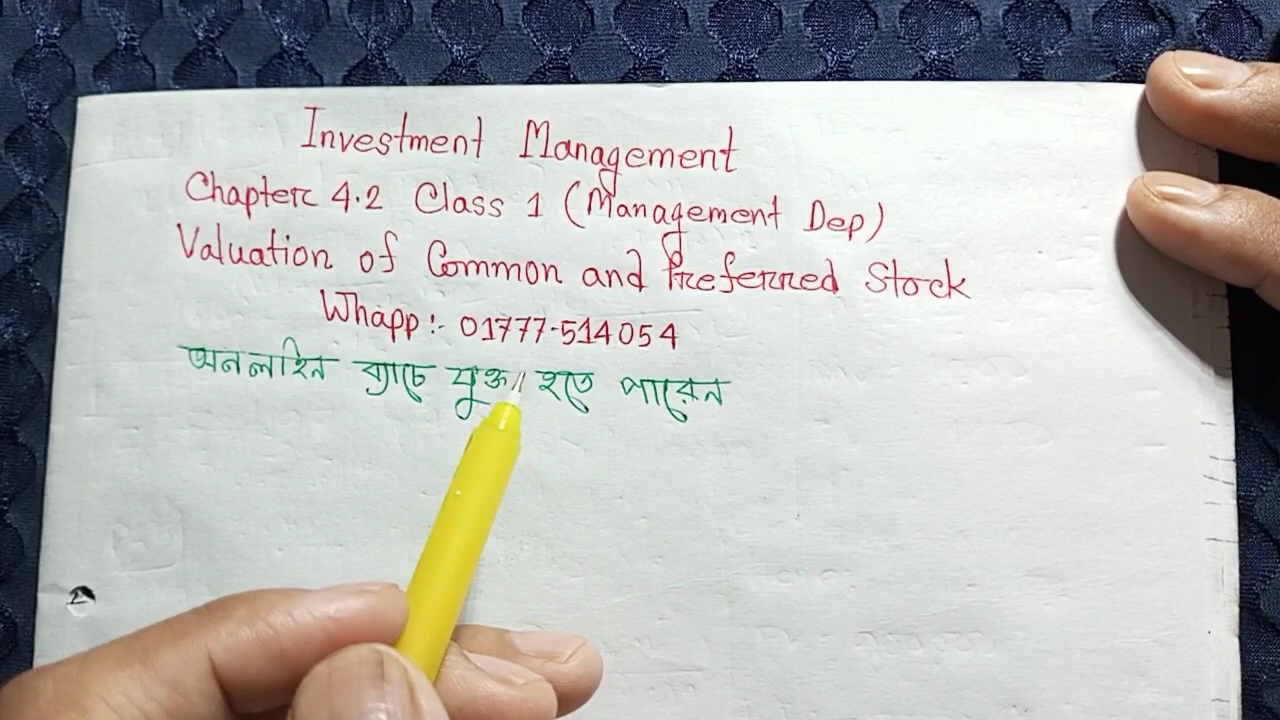 Investment Management
Chapter 4.2 Class 1 (Management Dep)
Valuation of Common and Preferred Stock
Whapp:- 01777-514054
অনলাইন ব্যাচে যুক্ত হতে পারেন